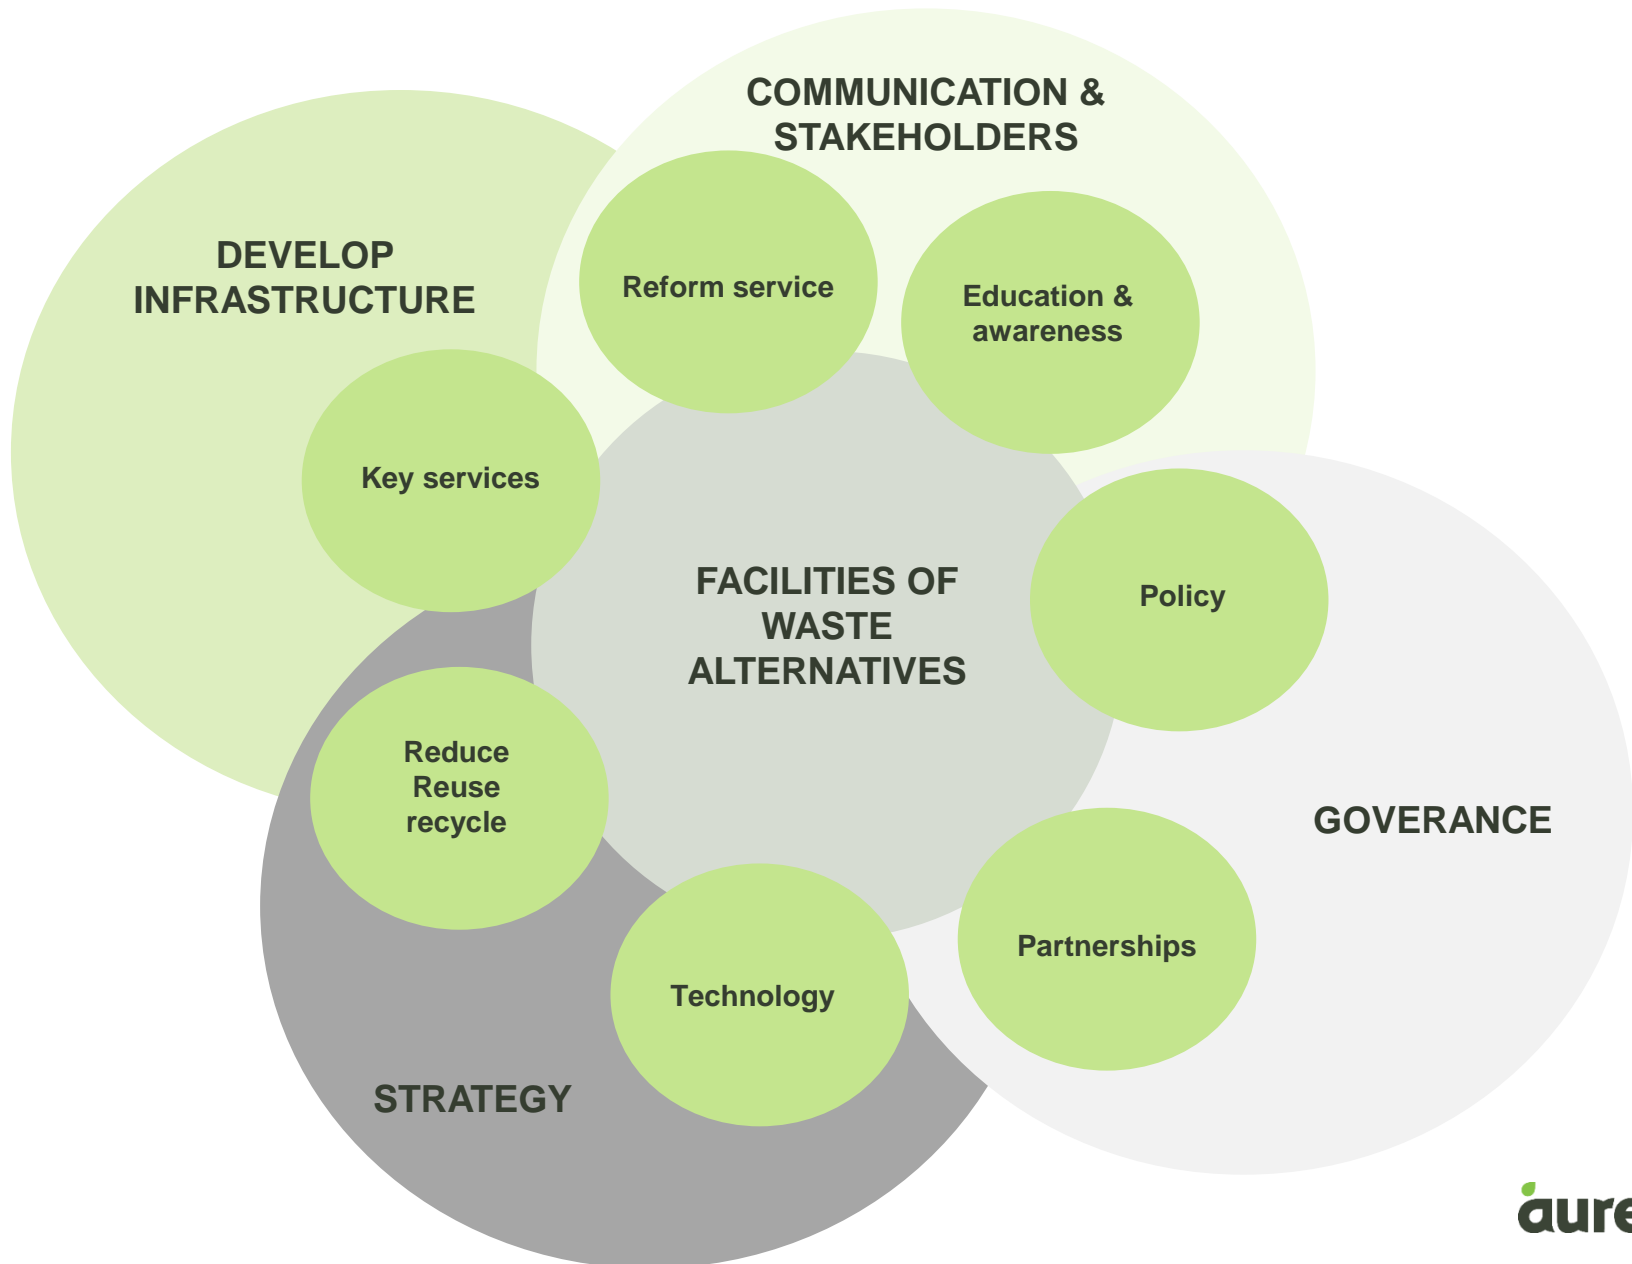 COMMUNICATION &
STAKEHOLDERS
DEVELOP
INFRASTRUCTURE
Reform service
Education &
awareness
Key services
FACILITIES OF
WASTE
ALTERNATIVES
Policy
Reduce
Reuse
recycle
GOVERANCE
Partnerships
Technology
STRATEGY